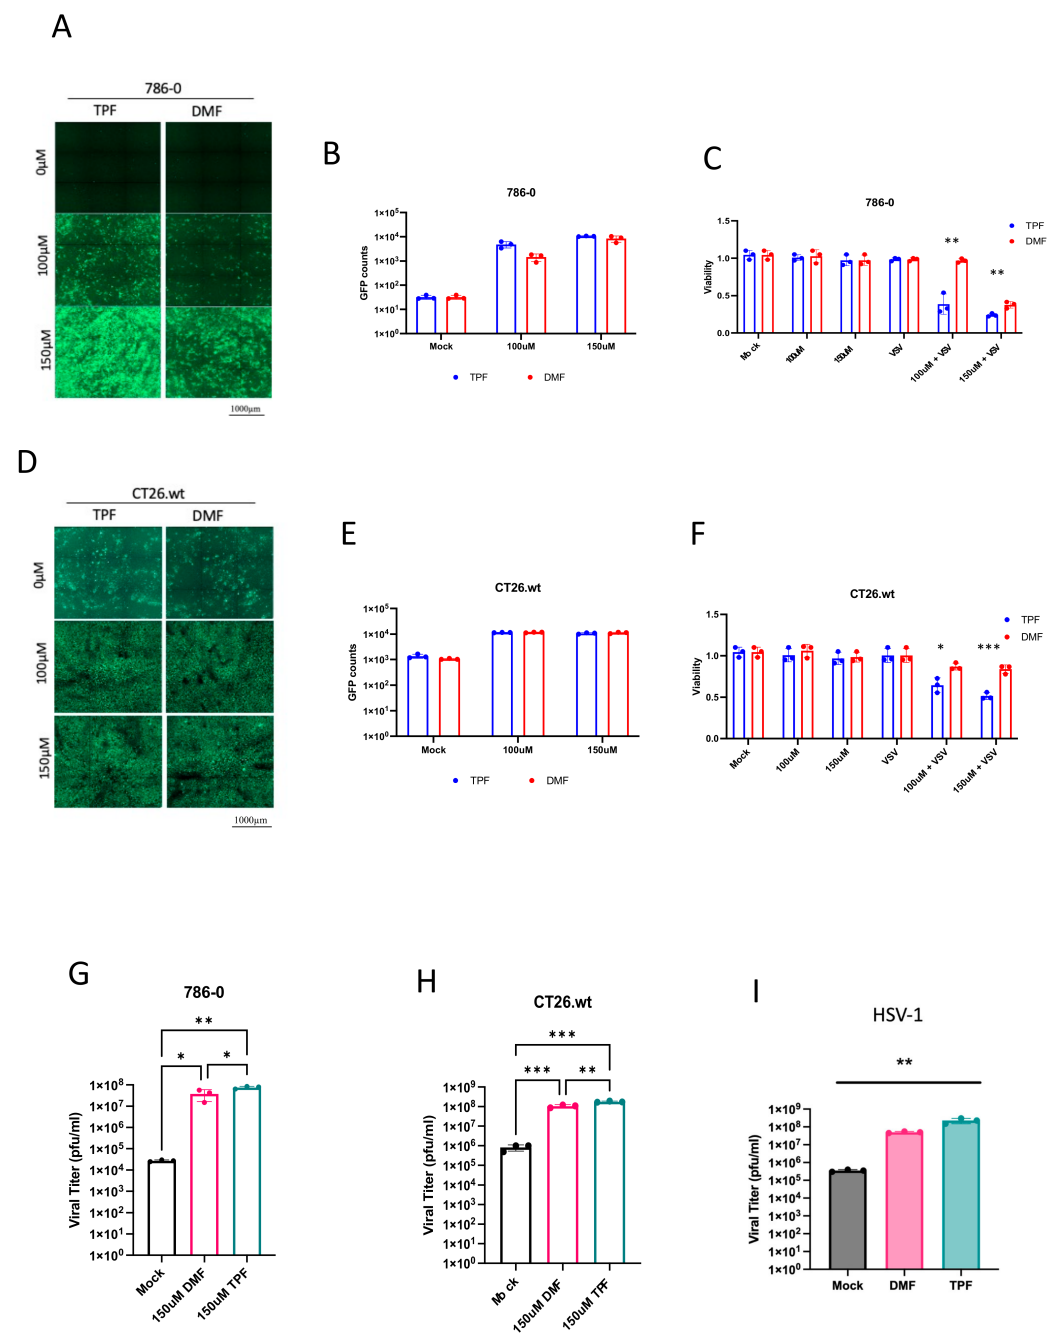 A
786-0
TPF DMF
0µM
100µM
150µM
1000µm
B
786-0
GFP counts
1×10⁵
1×10⁴
1×10³
1×10²
1×10¹
1×10⁰
Mock 100uM 150uM
TPF DMF
C
786-0
Viability
1.5
1.0
0.5
0.0
** **
TPF
DMF
Mock 100uM 150uM VSV 100uM + VSV 150uM + VSV
D
CT26.wt
TPF DMF
0µM
100µM
150µM
1000µm
E
CT26.wt
GFP counts
1×10⁵
1×10⁴
1×10³
1×10²
1×10¹
1×10⁰
Mock 100uM 150uM
TPF DMF
F
CT26.wt
Viability
1.5
1.0
0.5
0.0
* ***
TPF
DMF
Mock 100uM 150uM VSV 100uM + VSV 150uM + VSV
G
786-0
**
* *
Viral Titer (pfu/ml)
1×10⁸
1×10⁷
1×10⁶
1×10⁵
1×10⁴
1×10³
1×10²
1×10¹
1×10⁰
Mock 150uM DMF 150uM TPF
H
CT26.wt
***
*** **
Viral Titer (pfu/ml)
1×10⁹
1×10⁸
1×10⁷
1×10⁶
1×10⁵
1×10⁴
1×10³
1×10²
1×10¹
1×10⁰
Mock 150uM DMF 150uM TPF
I
HSV-1
**
Viral Titer (pfu/ml)
1×10⁹
1×10⁸
1×10⁷
1×10⁶
1×10⁵
1×10⁴
1×10³
1×10²
1×10¹
1×10⁰
Mock DMF TPF